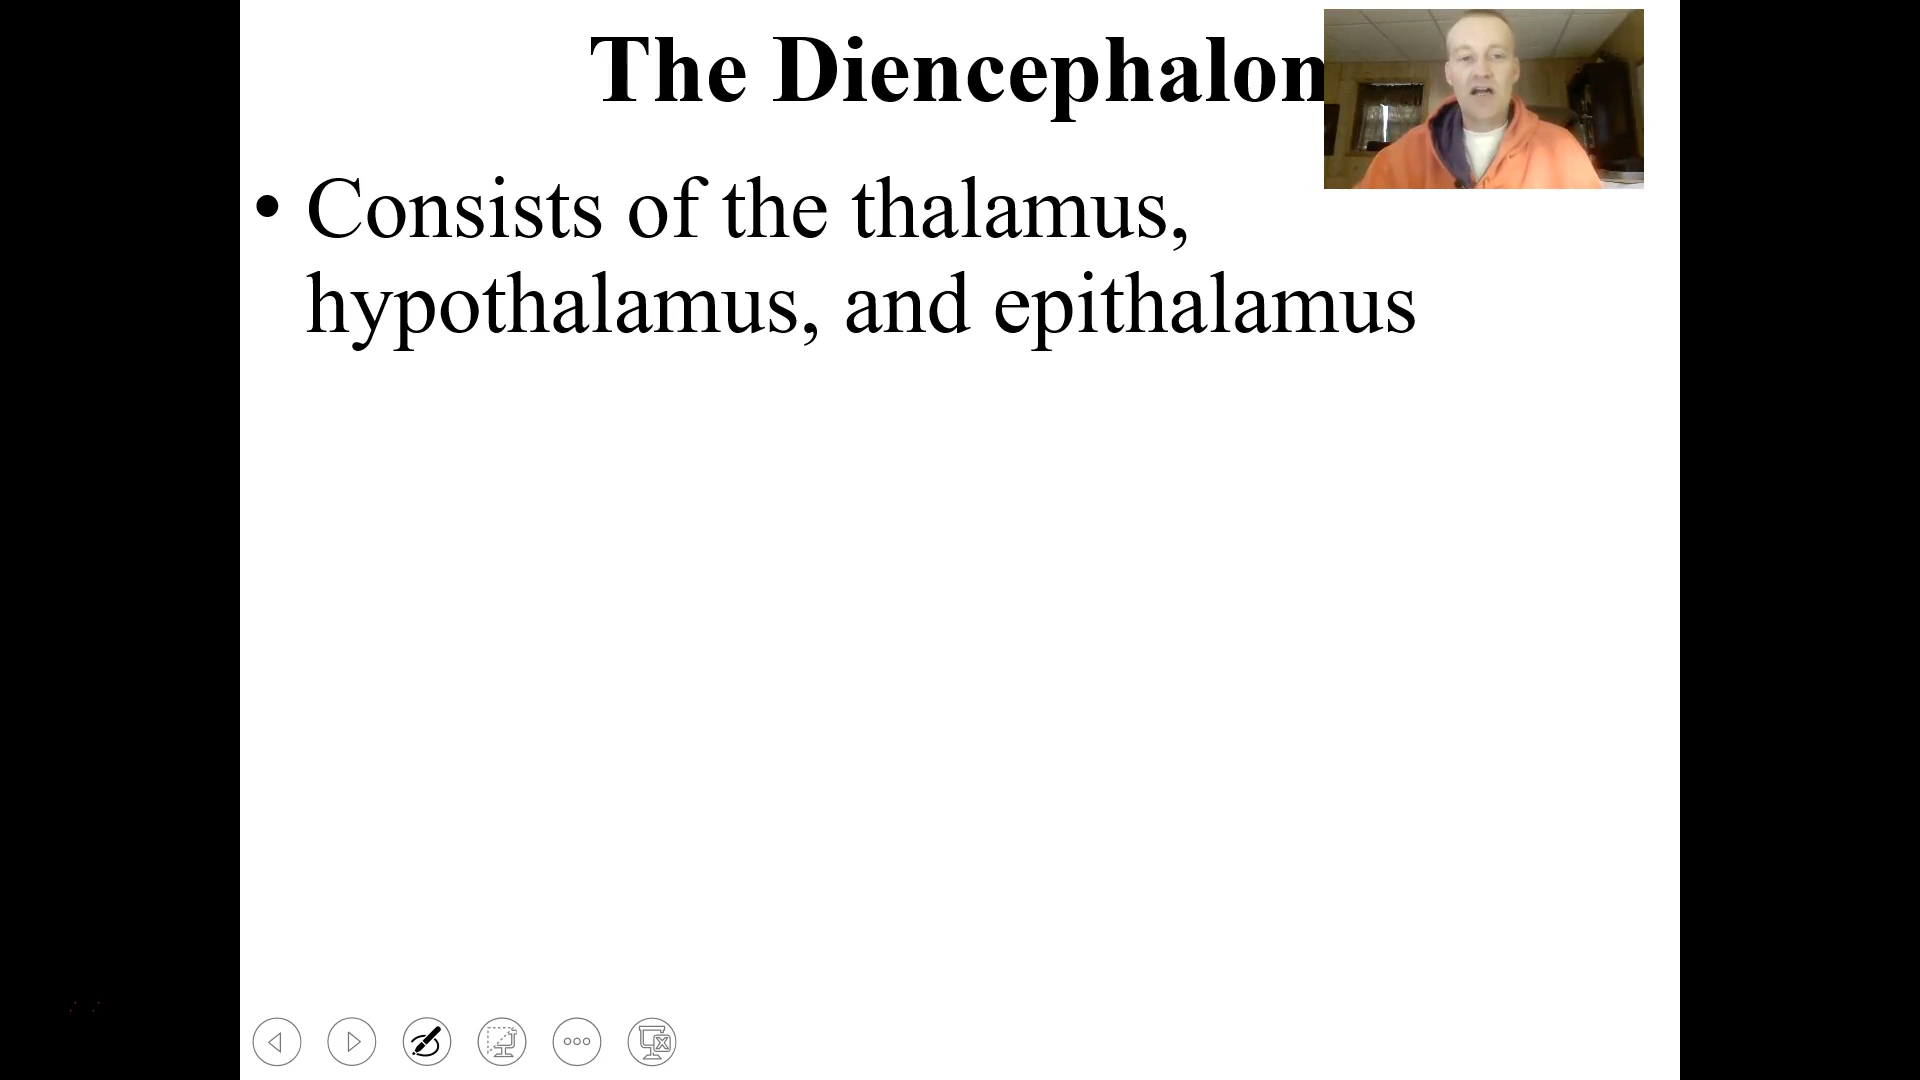 The Diencephalon
• Consists of the thalamus,
hypothalamus, and epithalamus